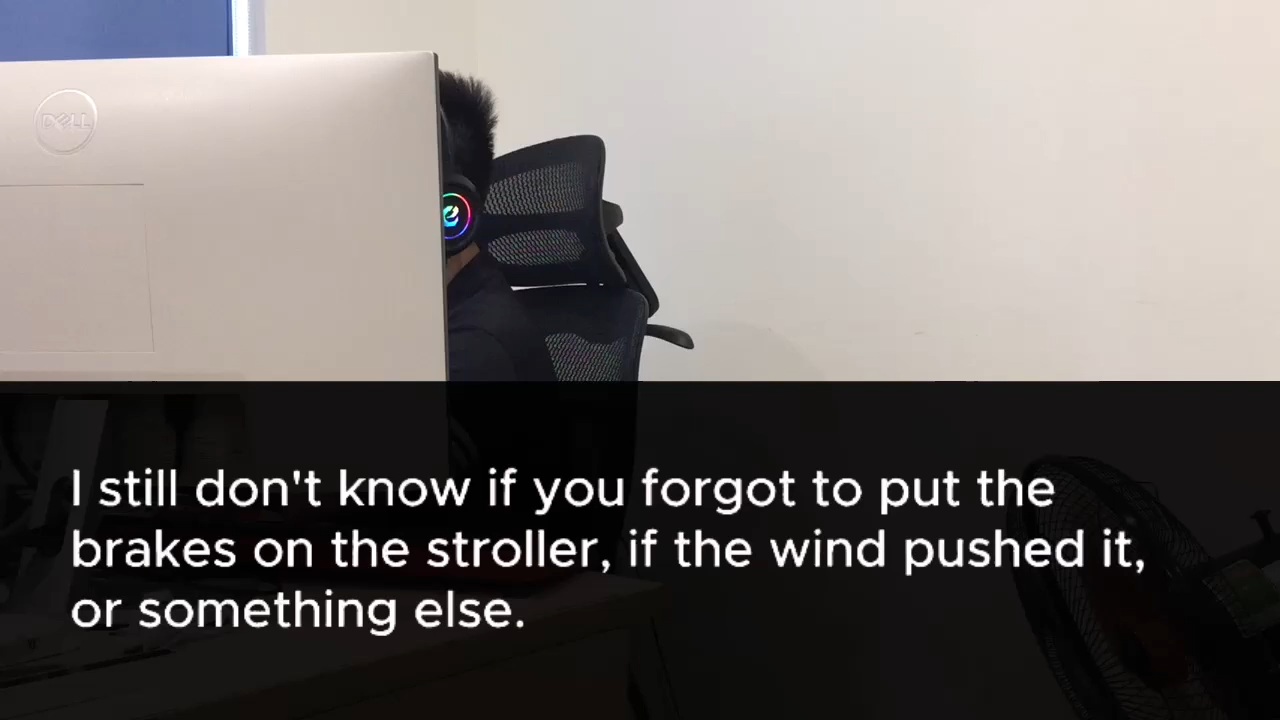 DELL
I still don't know if you forgot to put the
brakes on the stroller, if the wind pushed it,
or something else.